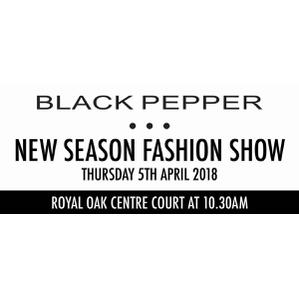 BLACK PEPPER
NEW SEASON FASHION SHOW
THURSDAY 5TH APRIL 2018
ROYAL OAK CENTRE COURT AT 10.30AM